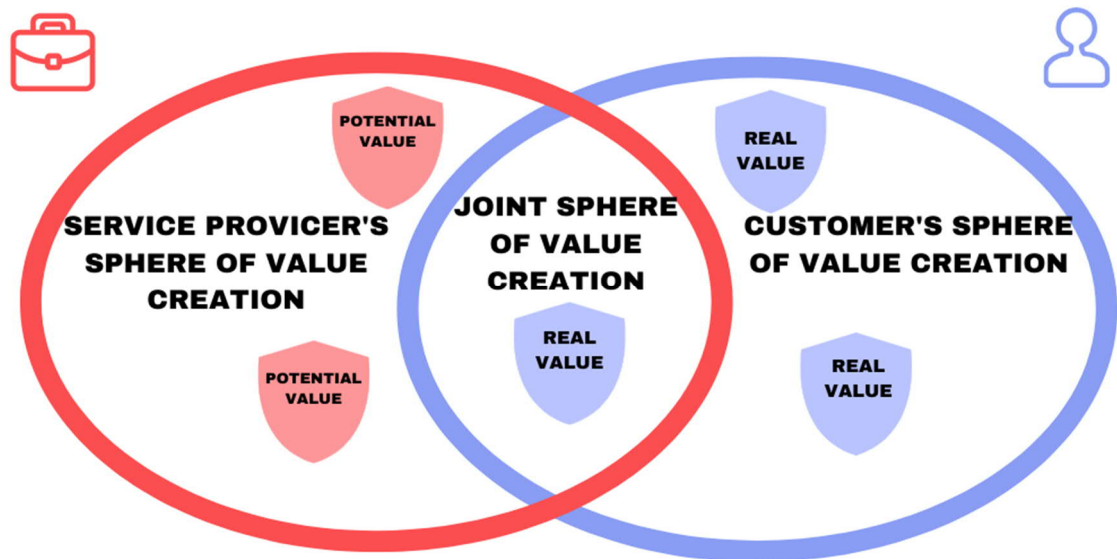 POTENTIAL
VALUE
SERVICE PROVICER'S
SPHERE OF VALUE
CREATION
POTENTIAL
VALUE
JOINT SPHERE
OF VALUE
CREATION
REAL
VALUE
REAL
VALUE
CUSTOMER'S SPHERE
OF VALUE CREATION
REAL
VALUE